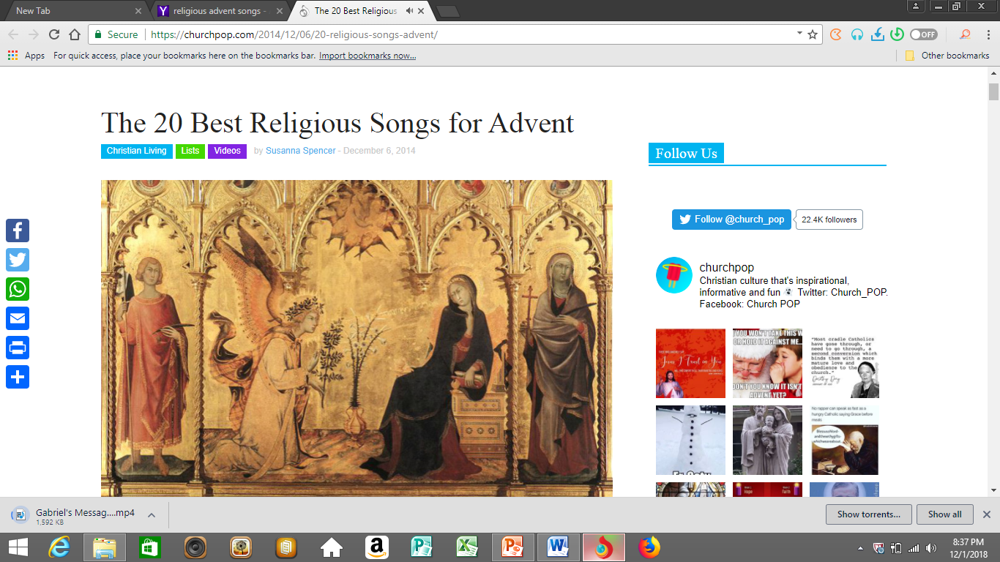 New Tab
religious advent songs -
The 20 Best Religious
Secure
https://churchpop.com/2014/12/06/20-religious-songs-advent/
OFF
Apps
For quick access, place your bookmarks here on the bookmarks bar. Import bookmarks now...
Other bookmarks
The 20 Best Religious Songs for Advent
Christian Living
Lists
Videos
by Susanna Spencer - December 6, 2014
Follow Us
Follow @church_pop
22.4K followers
churchpop
Christian culture that's inspirational,
informative and fun
Twitter: Church_POP.
Facebook: Church POP
Jesus I Trust in You
YOU WON'T TAKE THIS W
OR HOLD IT AGAINST ME...
DON'T YOU KNOW IT ISN'T
ADVENT YET?
"Most cradle Catholics
have gone through, or
need to go through, a
second conversion which
binds them with a more
mature love and
obedience to the
church."
Dorothy Day
No rapper can speak as fast as a
hungry Catholic saying Grace before
meals
Hope
Faith
Gabriel's Messag....mp4
1,592 KB
Show torrents...
Show all
8:37 PM
12/1/2018